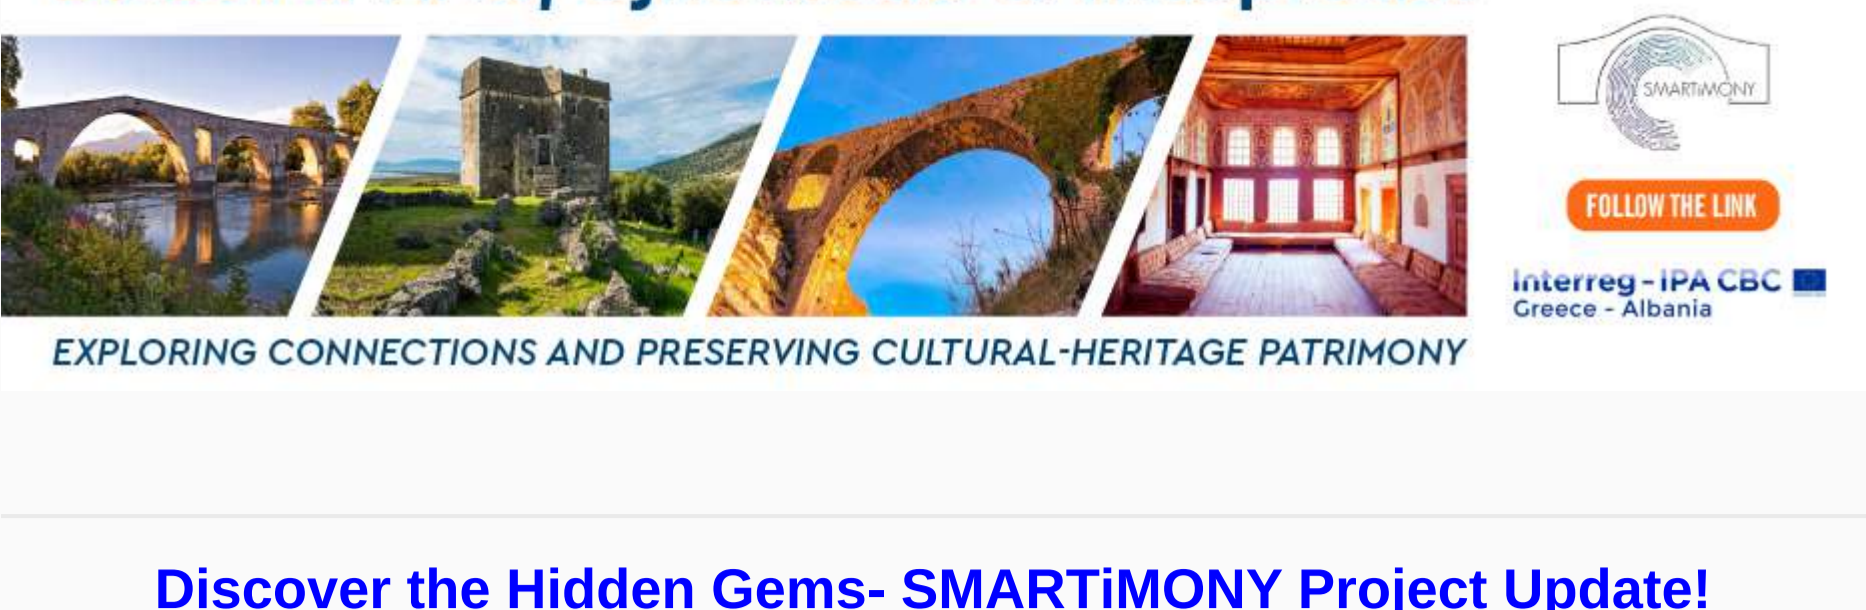 SMARTiMONY
FOLLOW THE LINK
Interreg - IPA CBC
Greece - Albania
EXPLORING CONNECTIONS AND PRESERVING CULTURAL-HERITAGE PATRIMONY
Discover the Hidden Gems- SMARTiMONY Project Update!